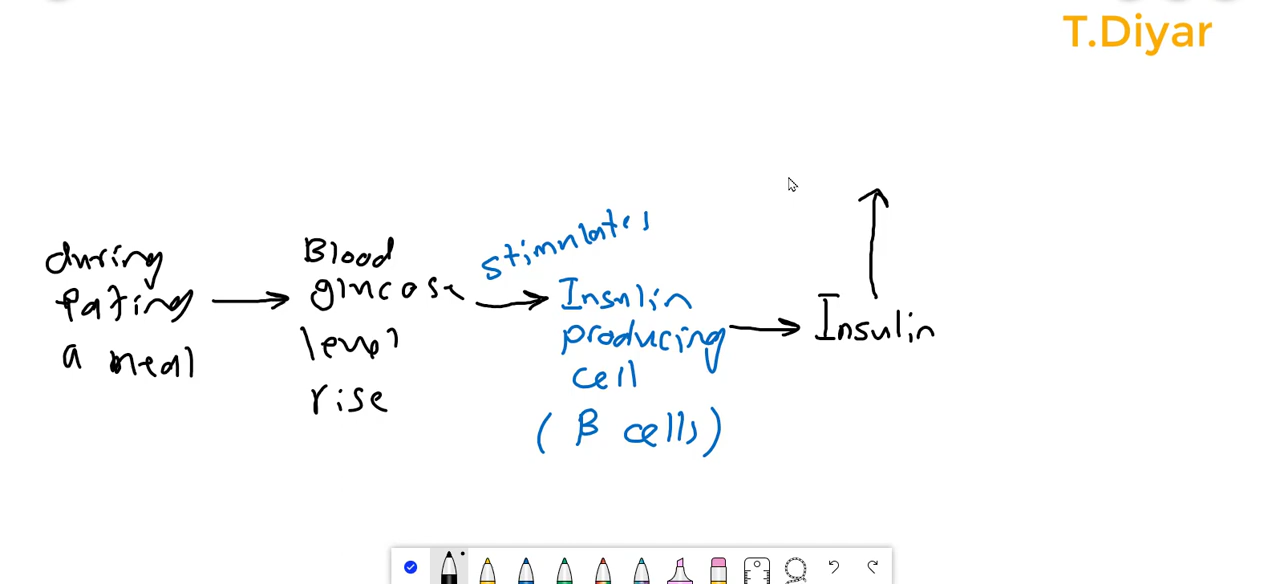 T.Diyar
during
Eating
a meal
Blood
glucose
level
rise
stimulates
Insulin
producing
cell
(β cells)
Insulin